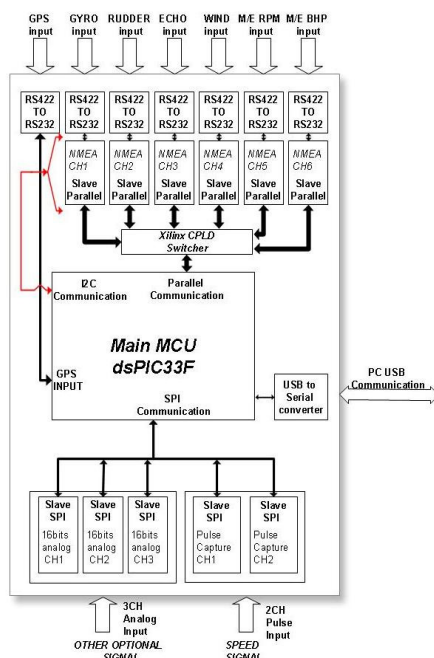 GPS input
GYRO input
RUDDER input
ECHO input
WIND input
M/E RPM input
M/E BHP input
RS422 TO RS232
RS422 TO RS232
RS422 TO RS232
RS422 TO RS232
RS422 TO RS232
RS422 TO RS232
RS422 TO RS232
NMEA CH1
NMEA CH2
NMEA CH3
NMEA CH4
NMEA CH5
NMEA CH6
Slave Parallel
Slave Parallel
Slave Parallel
Slave Parallel
Slave Parallel
Slave Parallel
Xilinx CPLD
Switcher
I2C
Communication
Parallel
Communication
Main MCU
dsPIC33F
GPS
INPUT
SPI
Communication
USB to
Serial
converter
PC USB
Communication
Slave SPI
16bits analog CH1
Slave SPI
16bits analog CH2
Slave SPI
16bits analog CH3
Slave SPI
Pulse Capture CH1
Slave SPI
Pulse Capture CH2
3CH
Analog
Input
2CH
Pulse
Input
OTHER OPTIONAL
SIGNAL
SPEED
SIGNAL